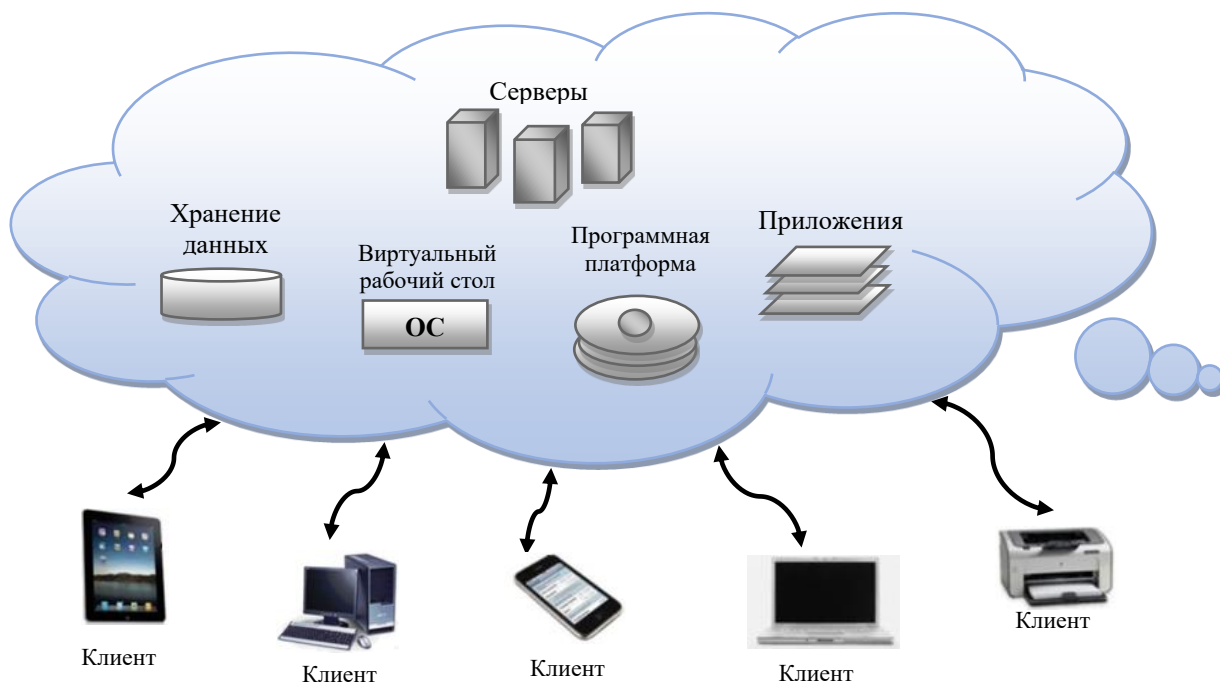 Серверы
Хранение
данных
Виртуальный
рабочий стол
ОС
Программная
платформа
Приложения
Клиент
Клиент
Клиент
Клиент
Клиент